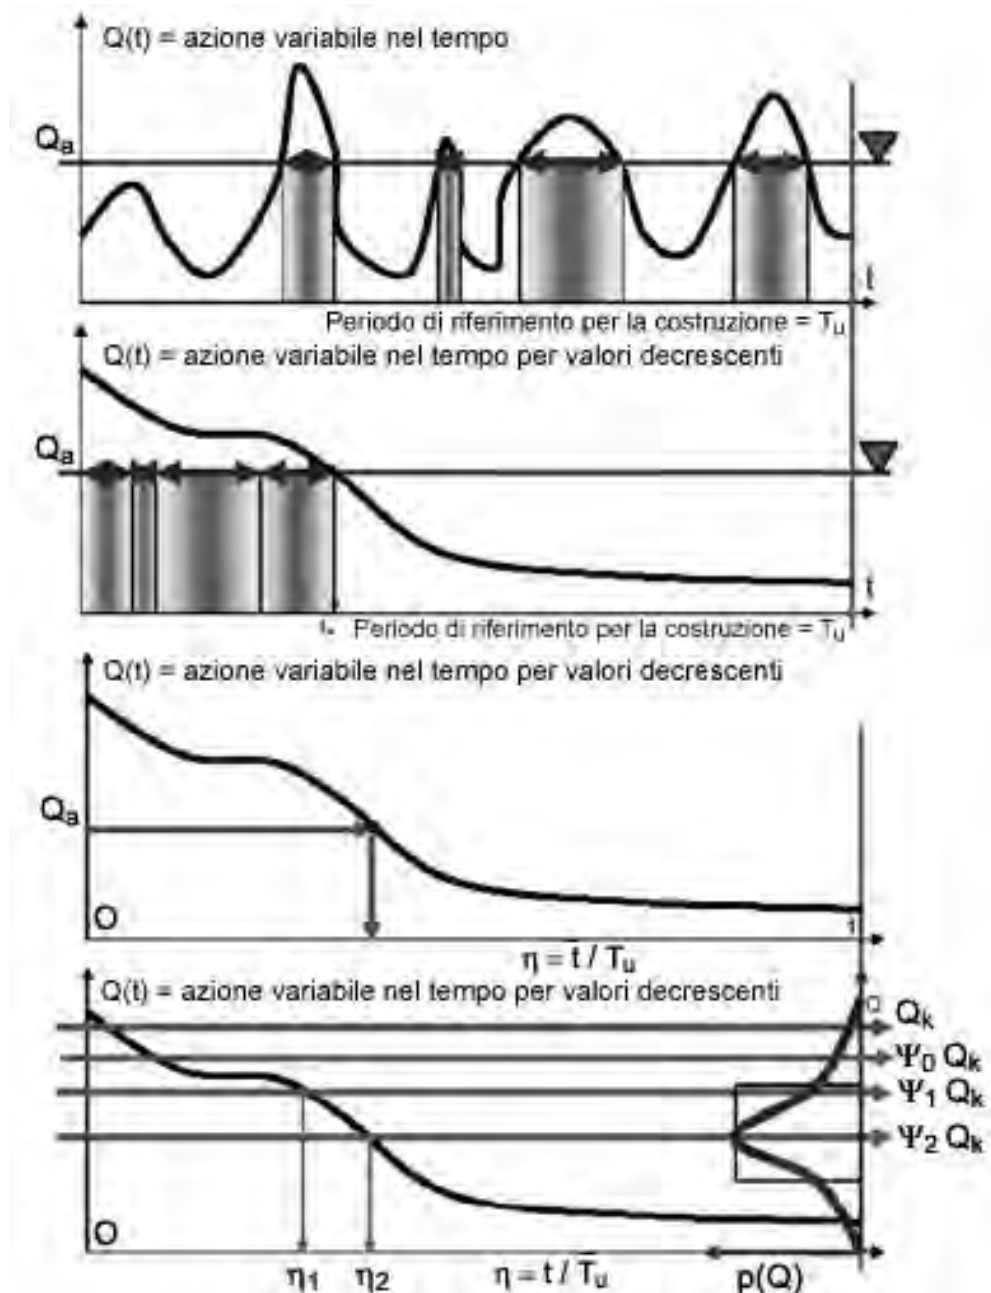 Q(t) = azione variabile nel tempo
Qa
t
Periodo di riferimento per la costruzione = Tu
Q(t) = azione variabile nel tempo per valori decrescenti
Qa
t
Periodo di riferimento per la costruzione = Tu
Q(t) = azione variabile nel tempo per valori decrescenti
Qa
O
1
η = t / Tu
Q(t) = azione variabile nel tempo per valori decrescenti
Q
Qk
Ψ0 Qk
Ψ1 Qk
Ψ2 Qk
O
η1
η2
η = t / Tu
p(Q)